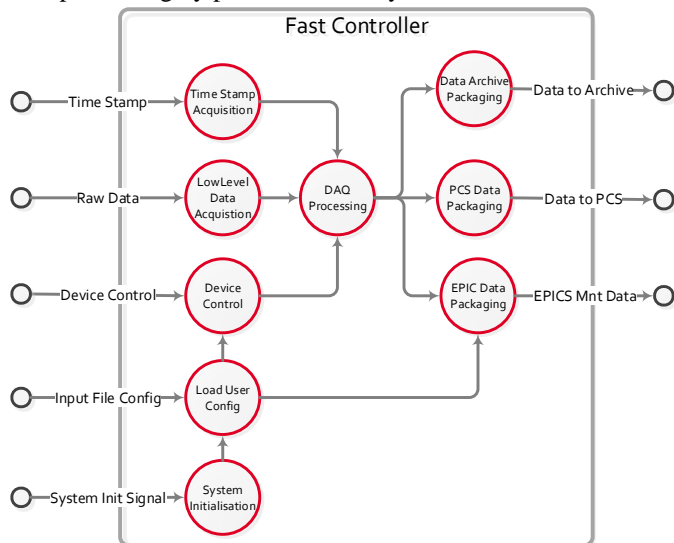 Fast Controller
Time Stamp
Time Stamp
Acquisition
Data Archive
Packaging
Data to Archive
Raw Data
LowLevel
Data
Acqustion
DAQ
Processing
PCS Data
Packaging
Data to PCS
Device Control
Device
Control
EPIC Data
Packaging
EPICS Mnt Data
Input File Config
Load User
Config
System Init Signal
System
Initialisation